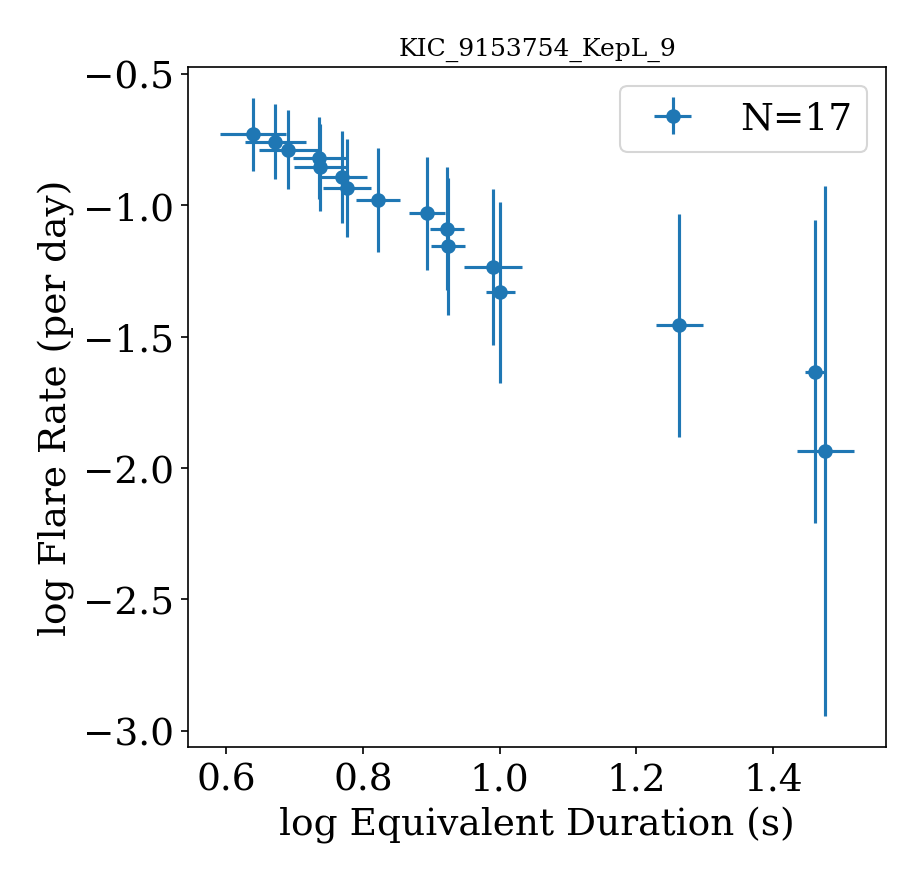 KIC_9153754_KepL_9
N=17
log Flare Rate (per day)
−0.5
−1.0
−1.5
−2.0
−2.5
−3.0
0.6 0.8 1.0 1.2 1.4
log Equivalent Duration (s)